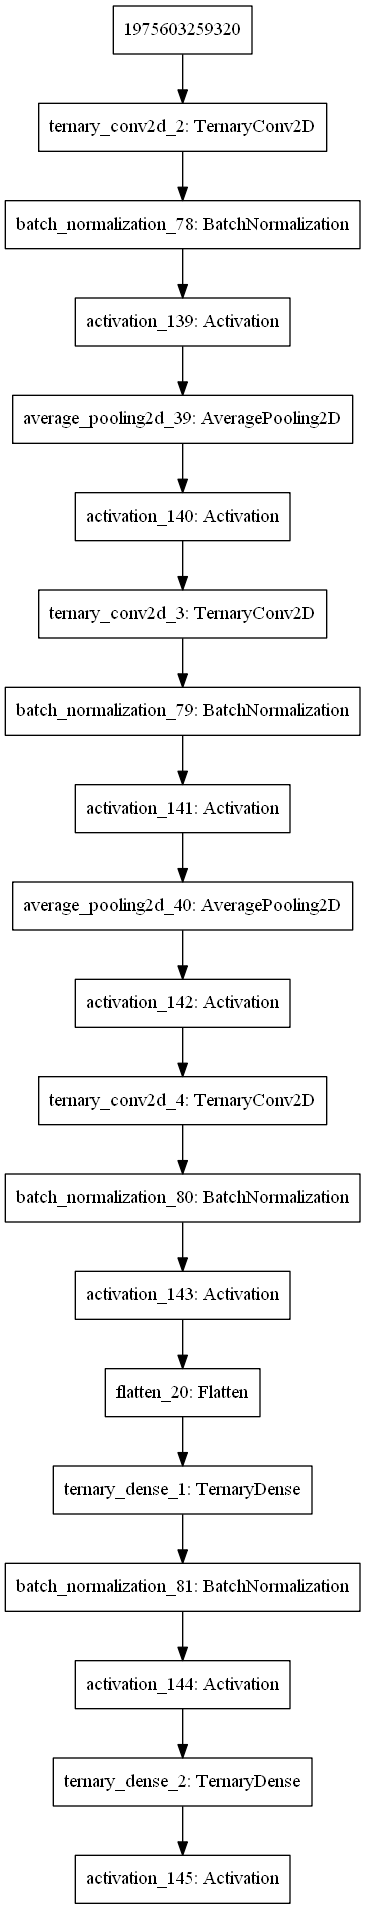 1975603259320
ternary_conv2d_2: TernaryConv2D
batch_normalization_78: BatchNormalization
activation_139: Activation
average_pooling2d_39: AveragePooling2D
activation_140: Activation
ternary_conv2d_3: TernaryConv2D
batch_normalization_79: BatchNormalization
activation_141: Activation
average_pooling2d_40: AveragePooling2D
activation_142: Activation
ternary_conv2d_4: TernaryConv2D
batch_normalization_80: BatchNormalization
activation_143: Activation
flatten_20: Flatten
ternary_dense_1: TernaryDense
batch_normalization_81: BatchNormalization
activation_144: Activation
ternary_dense_2: TernaryDense
activation_145: Activation